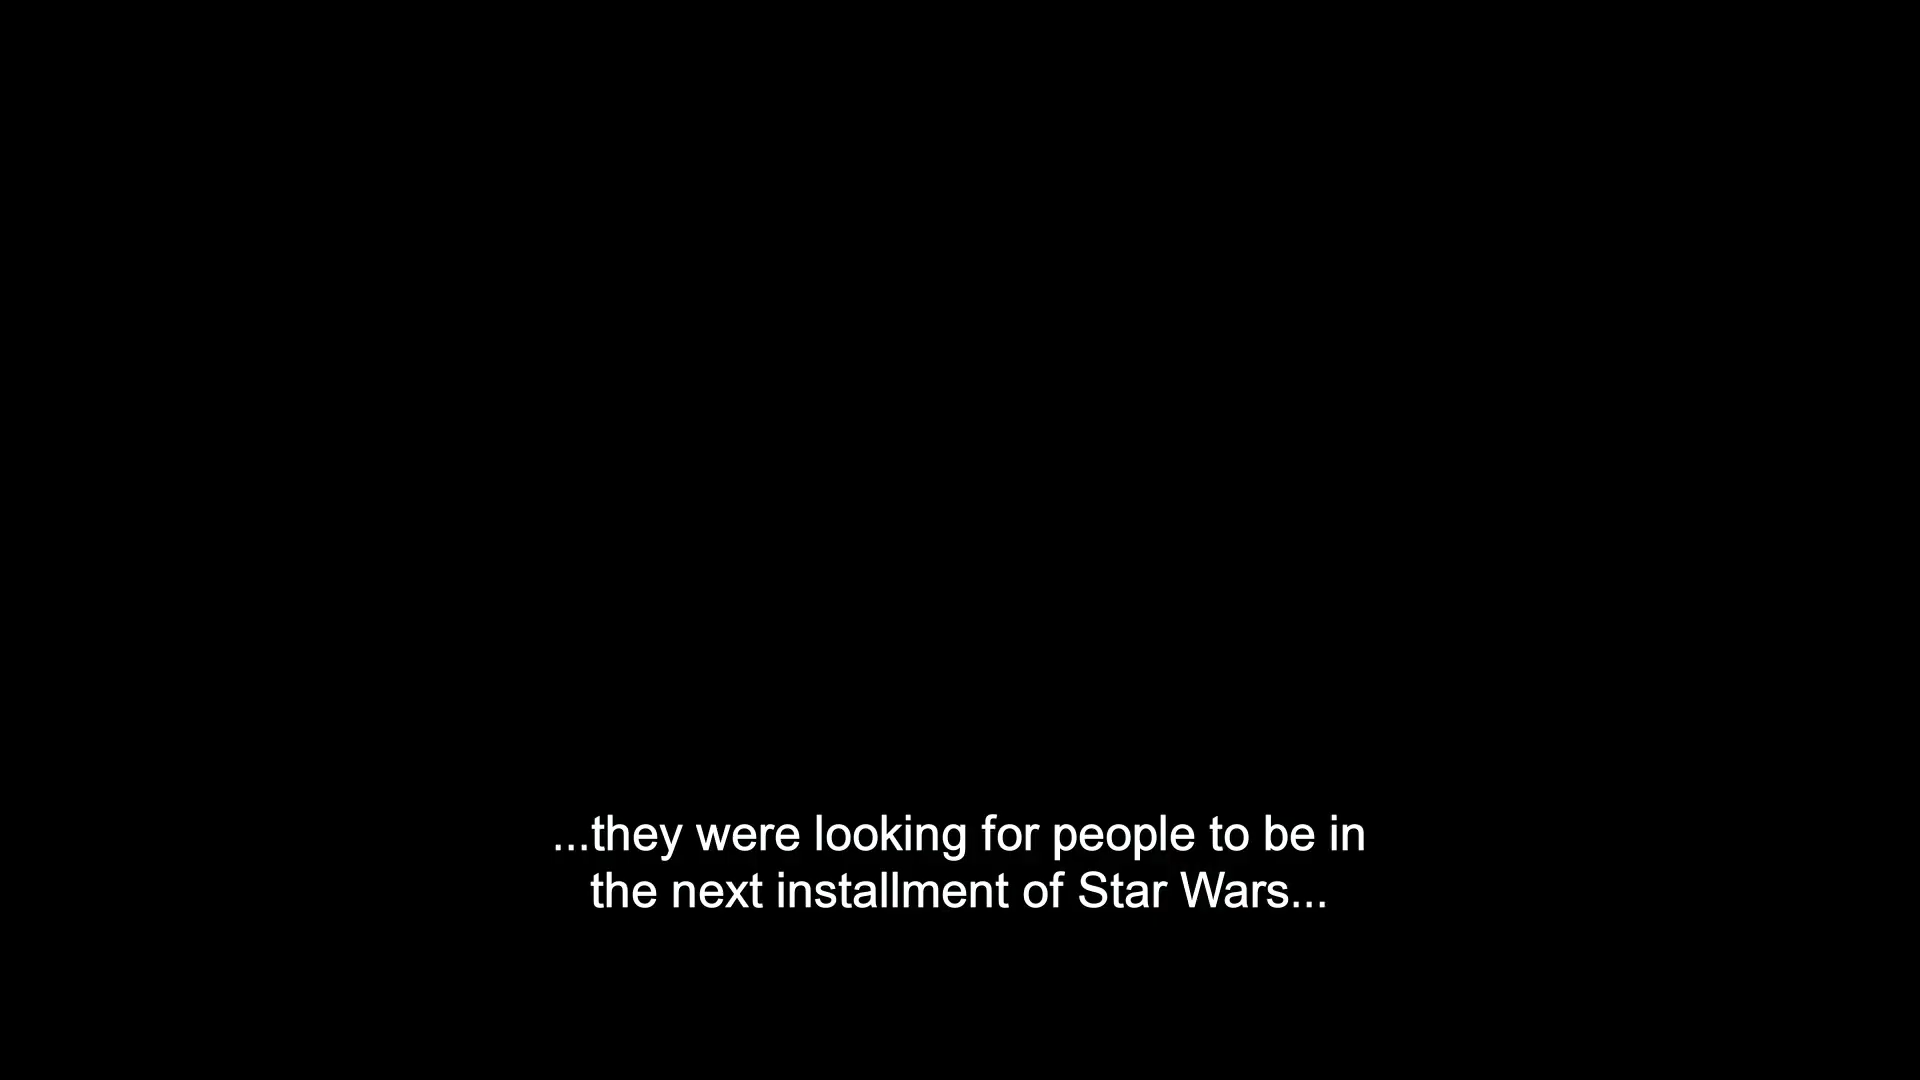 ...they were looking for people to be in
the next installment of Star Wars...